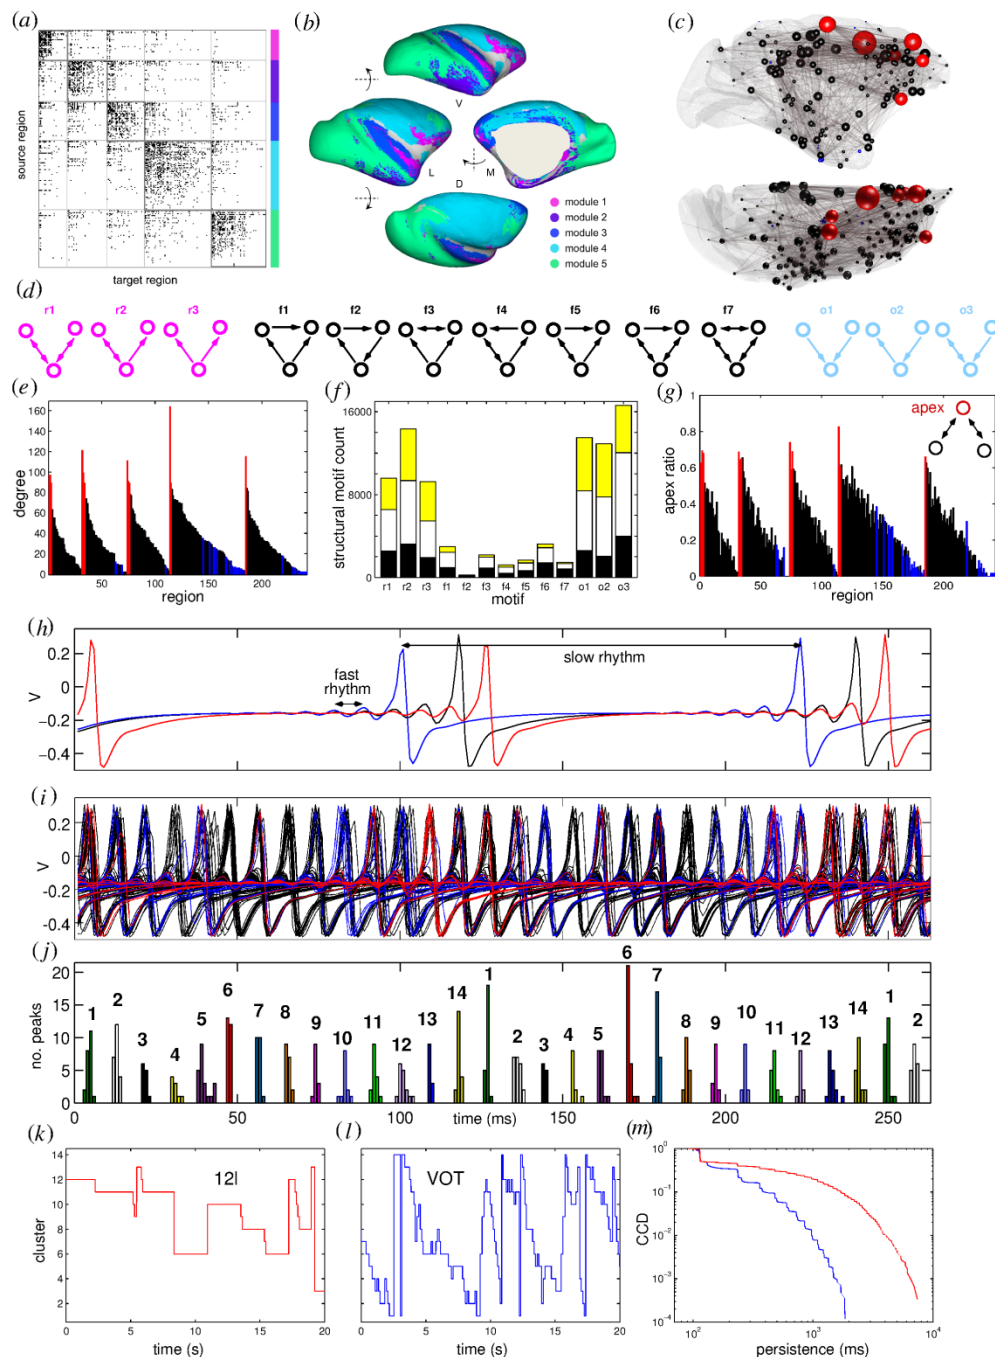 (a)
source region
target region
(b)
V
L
M
D
module 1
module 2
module 3
module 4
module 5
(c)
(d)
r1 r2 r3 f1 f2 f3 f4 f5 f6 f7 o1 o2 o3
(e)
degree
160
140
120
100
80
60
40
20
0
50 100 150 200
region
(f)
structural motif count
16000
8000
0
r1 r2 r3 f1 f2 f3 f4 f5 f6 f7 o1 o2 o3
motif
(g)
apex ratio
1
0.8
0.6
0.4
0.2
0
apex
50 100 150 200
region
(h)
V
0.2
0
−0.2
−0.4
fast
rhythm
slow rhythm
(i)
V
0.2
0
-0.2
-0.4
(j)
no. peaks
20
15
10
5
0
1 2 3 4 5 6 7 8 9 10 11 12 13 14 1 2 3 4 5 6 7 8 9 10 11 12 13 14 1 2
0 50 100 150 200 250
time (ms)
(k)
cluster
14
12
10
8
6
4
2
12l
0 5 10 15 20
time (s)
(l)
VOT
0 5 10 15 20
time (s)
(m)
CCD
10⁰
10⁻¹
10⁻²
10⁻³
10⁻⁴
10² 10³ 10⁴
persistence (ms)